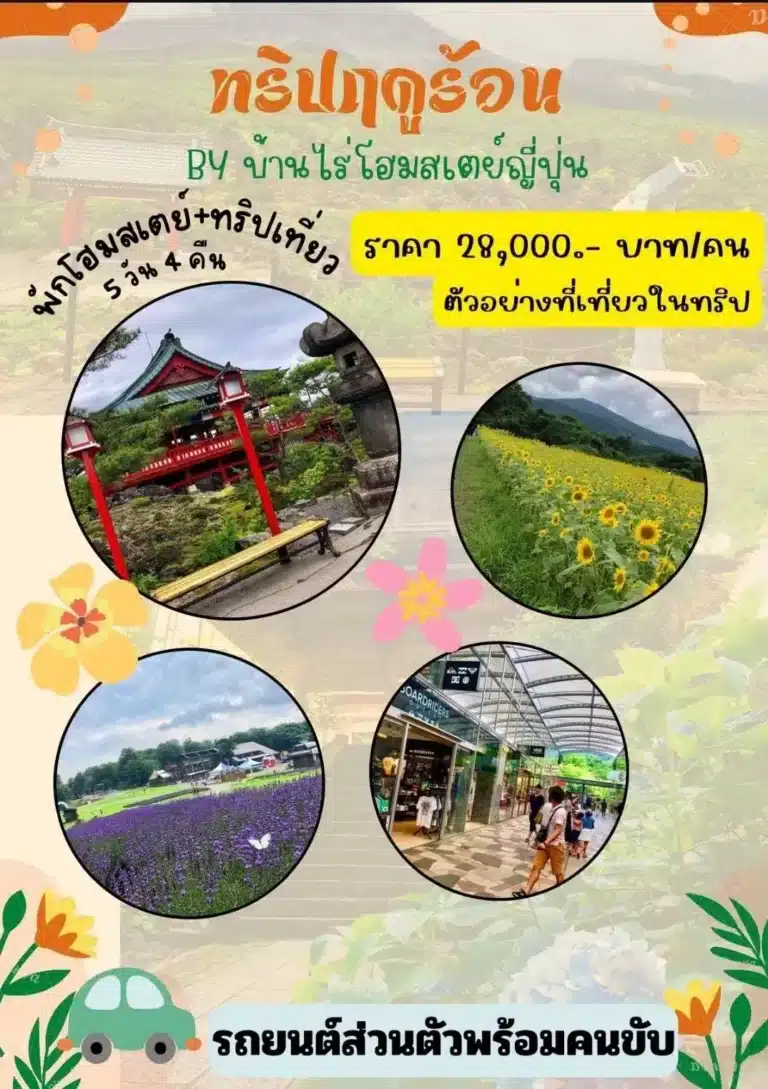 ทริปฤดูร้อน
BY บ้านไร่โฮมสเตย์ญี่ปุ่น
พักโฮมสเตย์+ทริปเที่ยว
5 วัน 4 คืน
ราคา 28,000.- บาท/คน
ตัวอย่างที่เที่ยวในทริป
BOARDRIDERS
รถยนต์ส่วนตัวพร้อมคนขับ